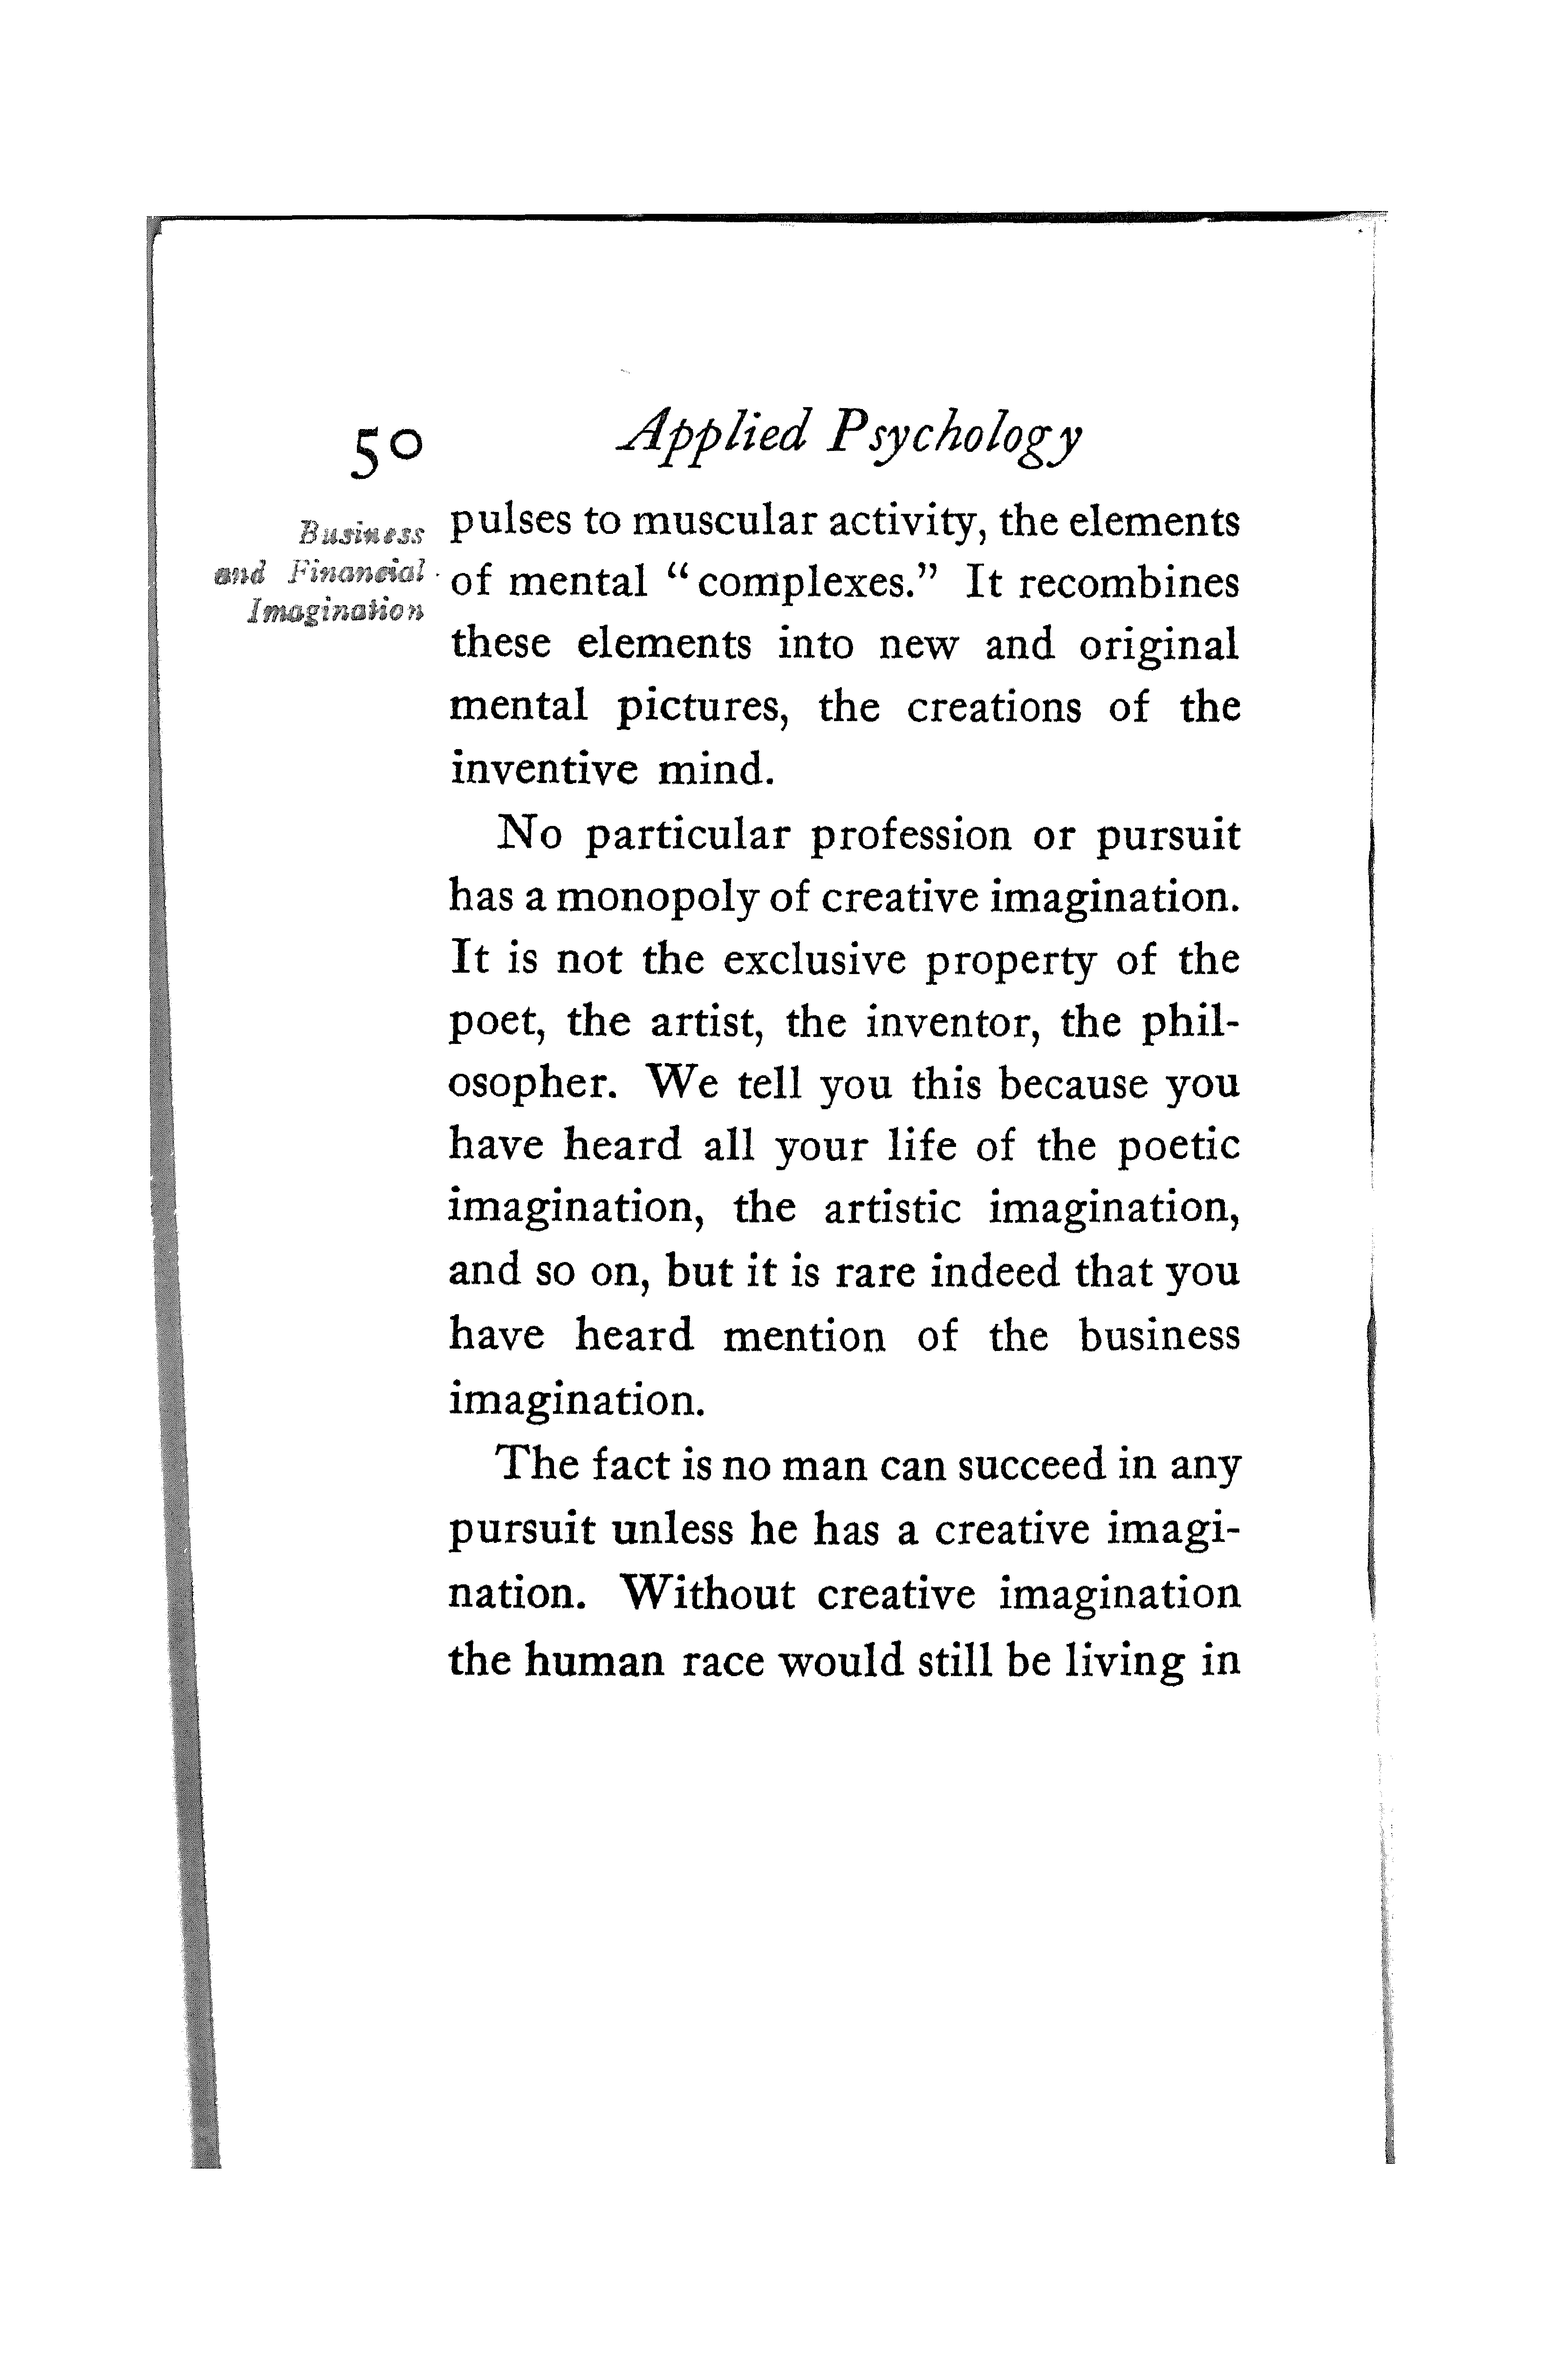 50
Applied Psychology
Business
and Financial
Imagination
pulses to muscular activity, the elements
of mental “complexes.” It recombines
these elements into new and original
mental pictures, the creations of the
inventive mind.
No particular profession or pursuit
has a monopoly of creative imagination.
It is not the exclusive property of the
poet, the artist, the inventor, the phil-
osopher. We tell you this because you
have heard all your life of the poetic
imagination, the artistic imagination,
and so on, but it is rare indeed that you
have heard mention of the business
imagination.
The fact is no man can succeed in any
pursuit unless he has a creative imagi-
nation. Without creative imagination
the human race would still be living in